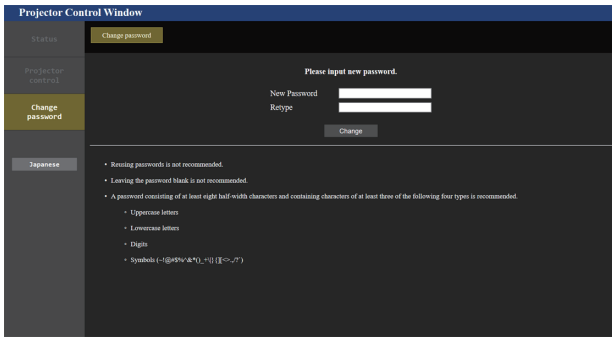 Projector Control Window
Status
Change password
Projector
control
Please input new password.
Change
password
New Password
Retype
Change
Japanese
• Reusing passwords is not recommended.
• Leaving the password blank is not recommended.
• A password consisting of at least eight half-width characters and containing characters of at least three of the following four types is recommended.
Uppercase letters
Lowercase letters
Digits
Symbols